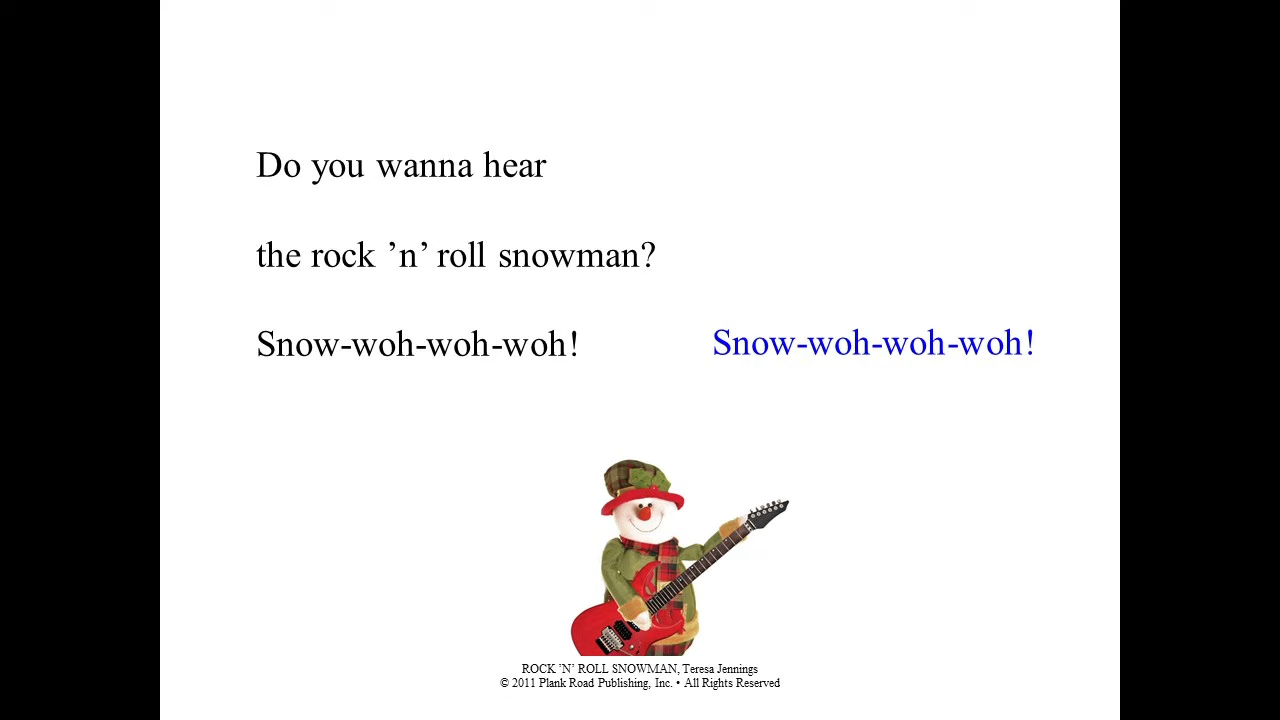 Do you wanna hear
the rock ’n’ roll snowman?
Snow-woh-woh-woh! Snow-woh-woh-woh!
ROCK ’N’ ROLL SNOWMAN, Teresa Jennings
© 2011 Plank Road Publishing, Inc. • All Rights Reserved